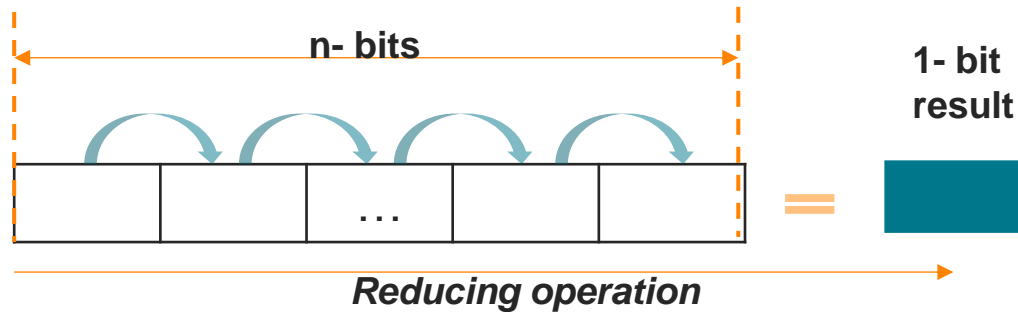 n- bits
1- bit
result
...
Reducing operation